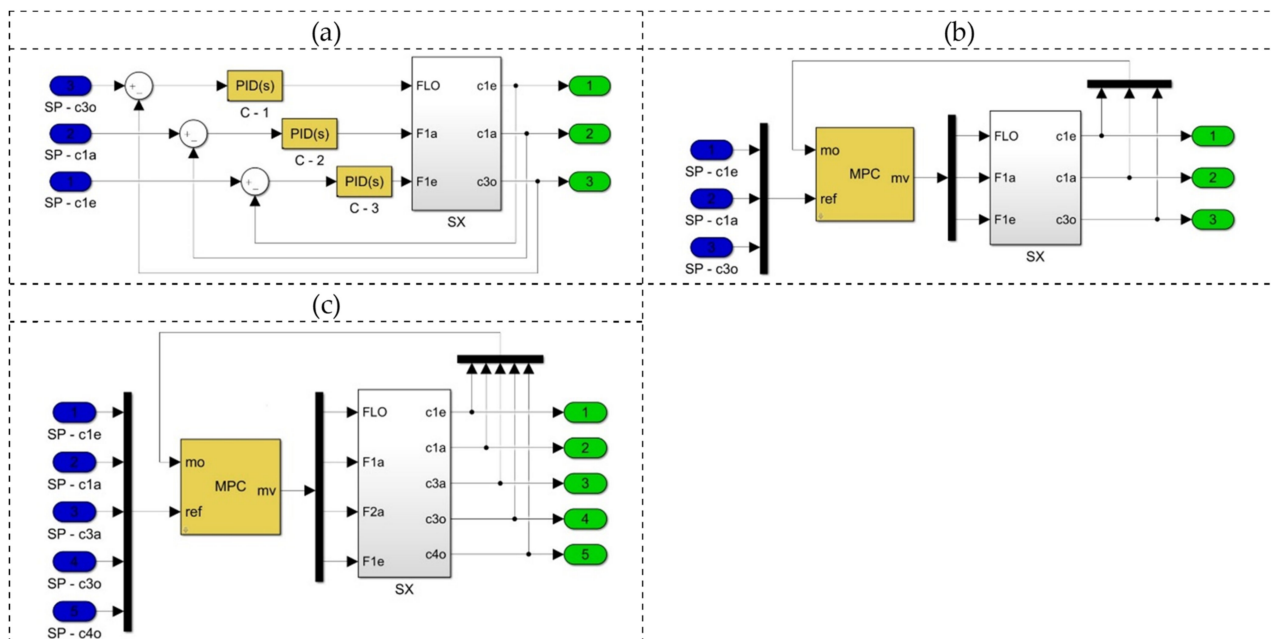 (a)
3
SP - c3o
2
SP - c1a
1
SP - c1e
+
-
+
-
+
-
PID(s)
C - 1
PID(s)
C - 2
PID(s)
C - 3
FLO
F1a
F1e
c1e
c1a
c3o
SX
1
2
3
(b)
1
SP - c1e
2
SP - c1a
3
SP - c3o
mo
ref
MPC
mv
FLO
F1a
F1e
c1e
c1a
c3o
SX
1
2
3
(c)
1
SP - c1e
2
SP - c1a
3
SP - c3a
4
SP - c3o
5
SP - c4o
mo
ref
MPC
mv
FLO
F1a
F2a
F1e
c1e
c1a
c3a
c3o
c4o
SX
1
2
3
4
5